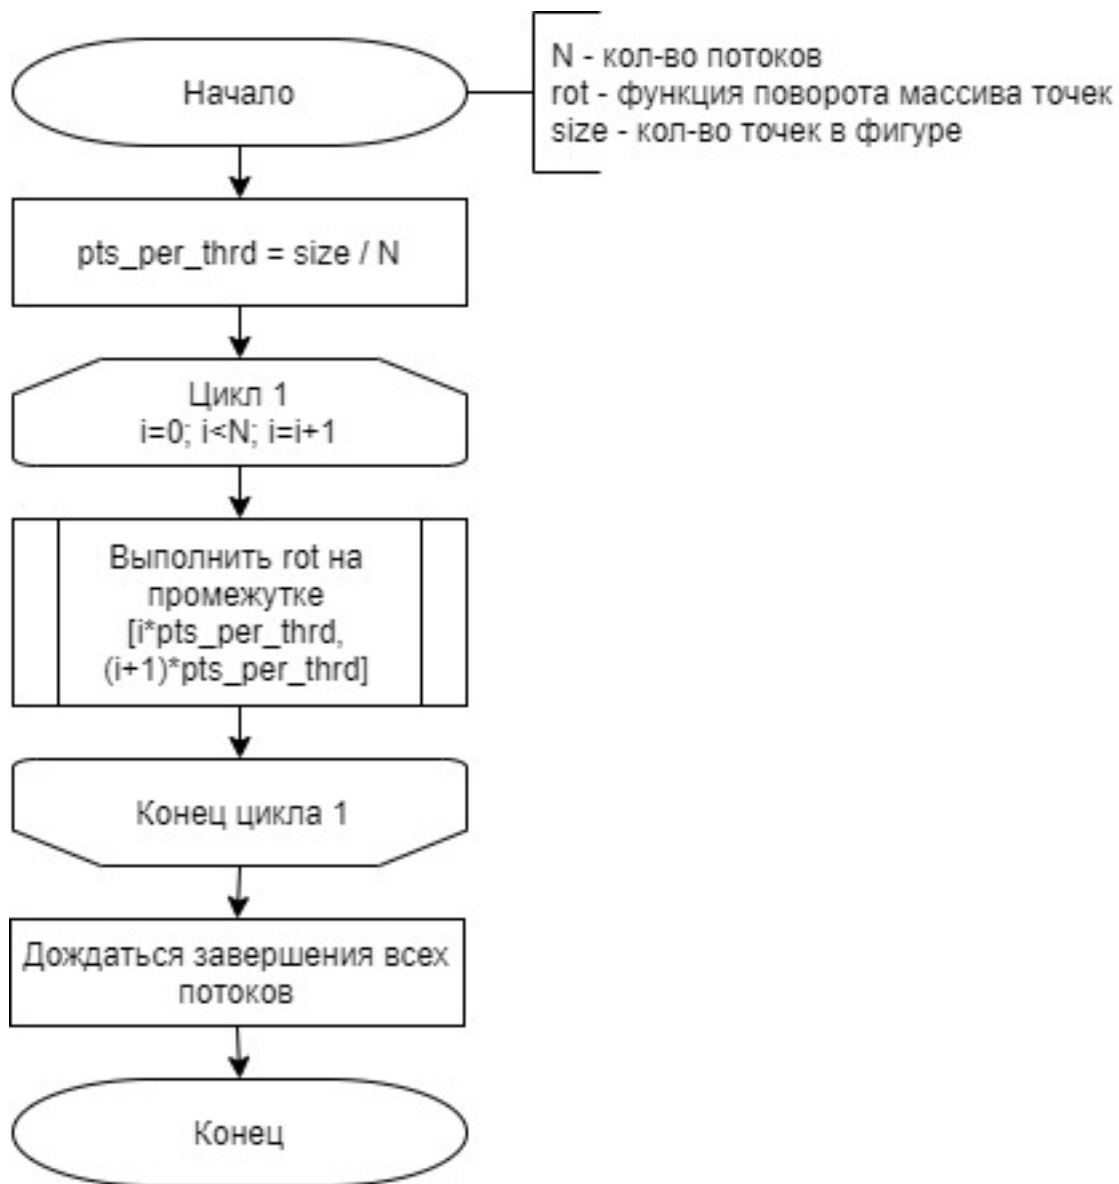 Начало
N - кол-во потоков
rot - функция поворота массива точек
size - кол-во точек в фигуре
pts_per_thrd = size / N
Цикл 1
i=0; i<N; i=i+1
Выполнить rot на
промежутке
[i*pts_per_thrd,
(i+1)*pts_per_thrd]
Конец цикла 1
Дождаться завершения всех
потоков
Конец